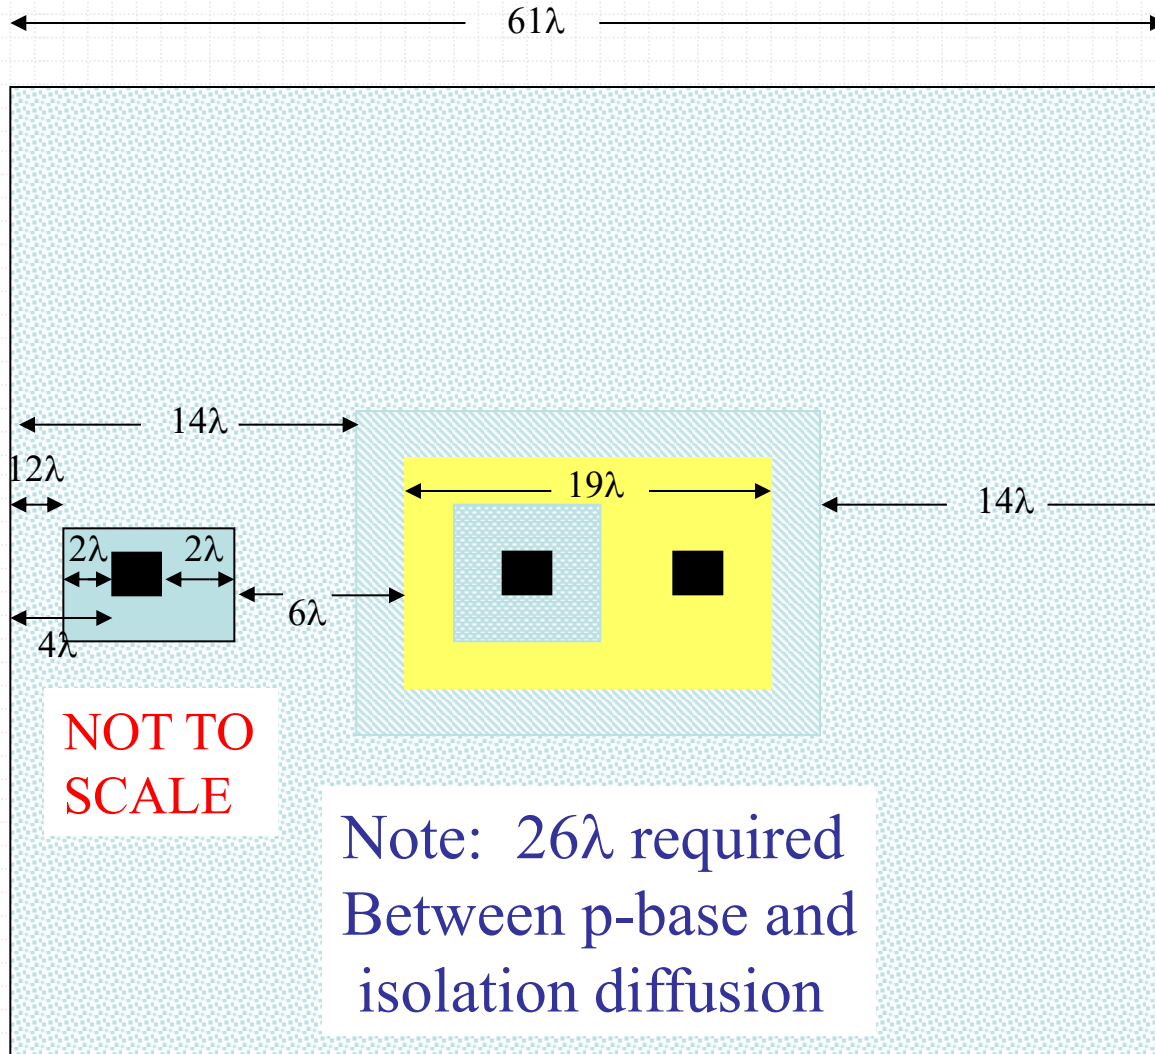 61λ
14λ
12λ
19λ
14λ
2λ
2λ
6λ
4λ
NOT TO
SCALE
Note: 26λ required
Between p-base and
isolation diffusion